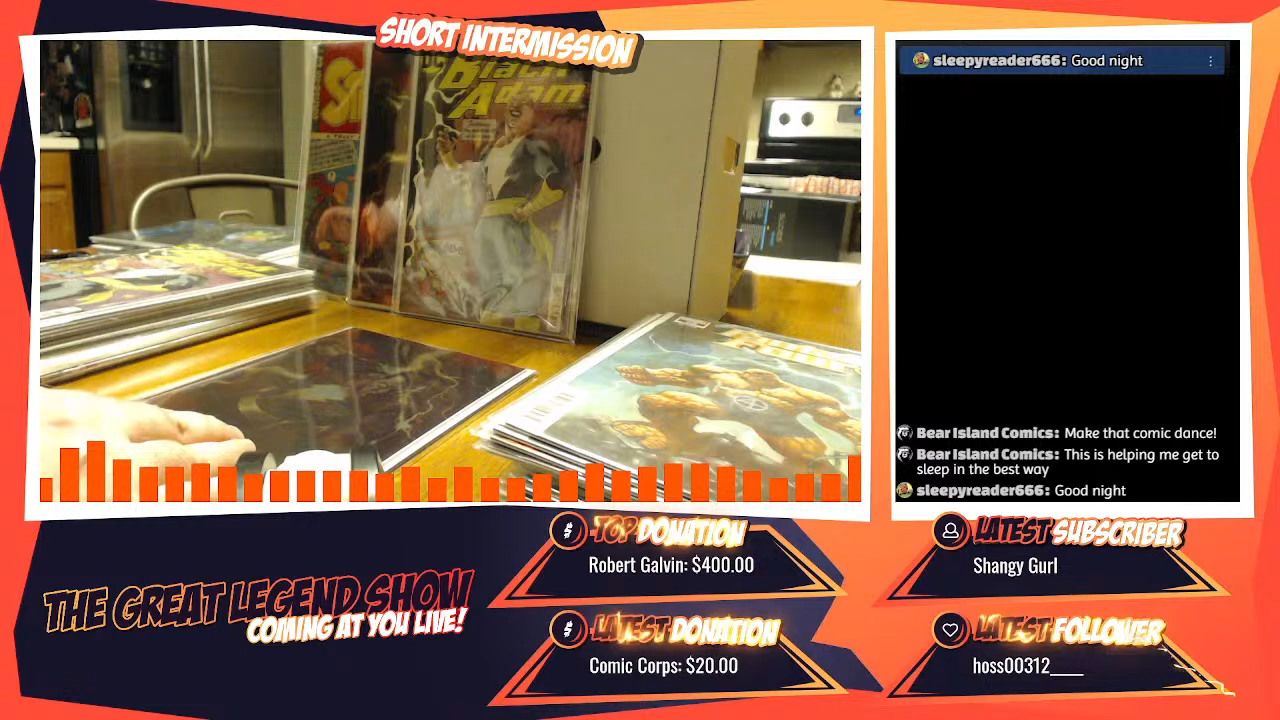 SHORT INTERMISSION
Black
Adam
sleepyreader666: Good night
Bear Island Comics: Make that comic dance!
Bear Island Comics: This is helping me get to
sleep in the best way
sleepyreader666: Good night
THE GREAT LEGEND SHOW
COMING AT YOU LIVE!
TOP DONATION
Robert Galvin: $400.00
LATEST DONATION
Comic Corps: $20.00
LATEST SUBSCRIBER
Shangy Gurl
LATEST FOLLOWER
hoss00312____